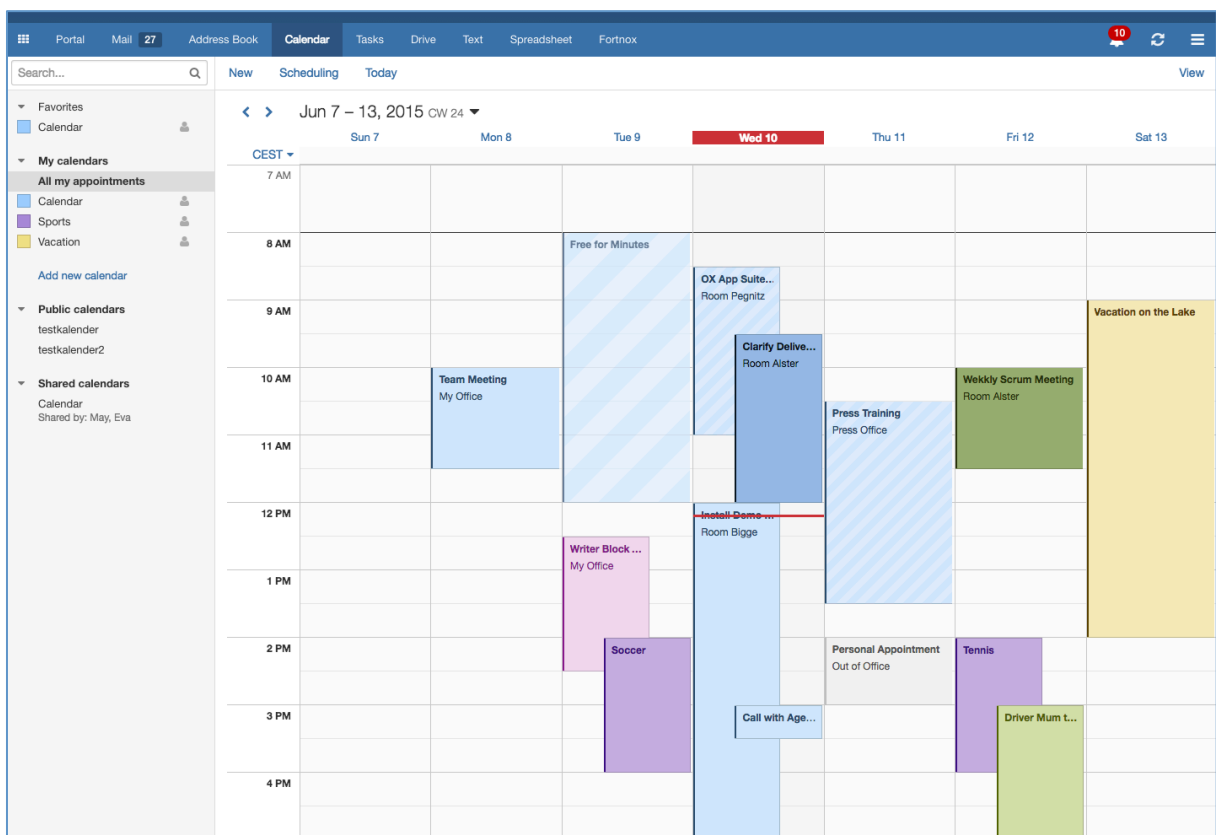 Portal Mail 27 Address Book Calendar Tasks Drive Text Spreadsheet Fortnox 10
Search... New Scheduling Today View
Favorites
Calendar
My calendars
All my appointments
Calendar
Sports
Vacation
Add new calendar
Public calendars
testkalender
testkalender2
Shared calendars
Calendar
Shared by: May, Eva
Jun 7 – 13, 2015 CW 24
Sun 7 Mon 8 Tue 9 Wed 10 Thu 11 Fri 12 Sat 13
CEST
7 AM
8 AM
9 AM
10 AM
11 AM
12 PM
1 PM
2 PM
3 PM
4 PM
Team Meeting
My Office
Free for Minutes
Writer Block ...
My Office
Soccer
OX App Suite...
Room Pegnitz
Clarify Delive...
Room Alster
Install Demo ...
Room Bigge
Call with Age...
Press Training
Press Office
Personal Appointment
Out of Office
Wekkly Scrum Meeting
Room Alster
Tennis
Driver Mum t...
Vacation on the Lake